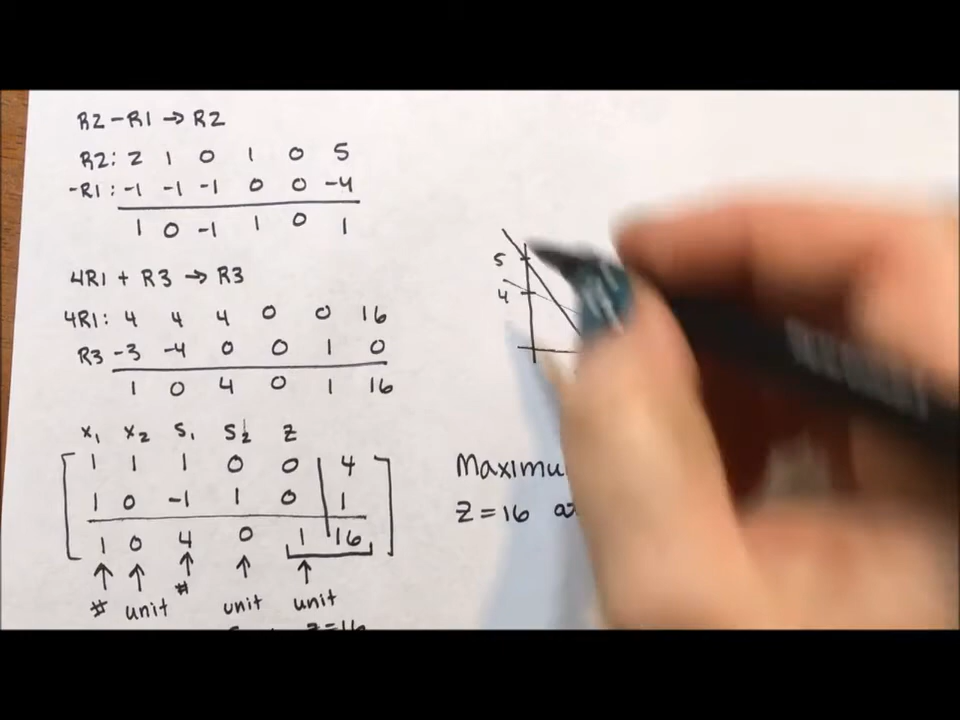 R2 - R1 → R2
R2: 2 1 0 1 0 5
-R1: -1 -1 -1 0 0 -4
1 0 -1 1 0 1
4R1 + R3 → R3
4R1: 4 4 4 0 0 16
R3 -3 -4 0 0 1 0
1 0 4 0 1 16
x₁ x₂ s₁ s₂ z
1 1 1 0 0 4
1 0 -1 1 0 1
1 0 4 0 1 16
↑ ↑ ↑ ↑ ↑
# unit # unit unit
z=16
5
4
Maximu
z=16